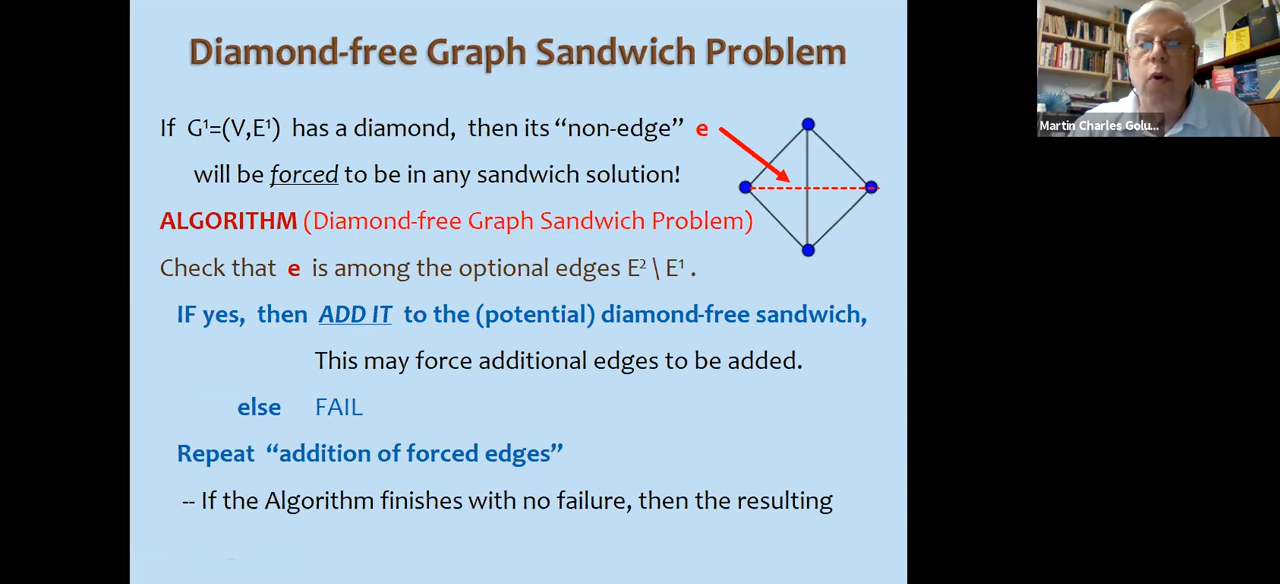 Diamond-free Graph Sandwich Problem
If G¹=(V,E¹) has a diamond, then its “non-edge” e
will be forced to be in any sandwich solution!
ALGORITHM (Diamond-free Graph Sandwich Problem)
Check that e is among the optional edges E² \ E¹ .
IF yes, then ADD IT to the (potential) diamond-free sandwich,
This may force additional edges to be added.
else FAIL
Repeat “addition of forced edges”
-- If the Algorithm finishes with no failure, then the resulting
Martin Charles Golu...